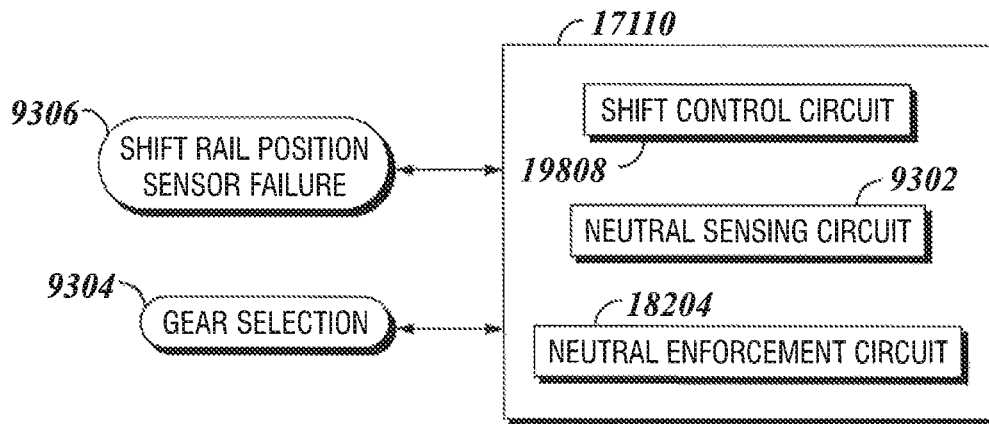 17110
9306
SHIFT RAIL POSITION
SENSOR FAILURE
SHIFT CONTROL CIRCUIT
19808
9302
NEUTRAL SENSING CIRCUIT
9304
GEAR SELECTION
18204
NEUTRAL ENFORCEMENT CIRCUIT